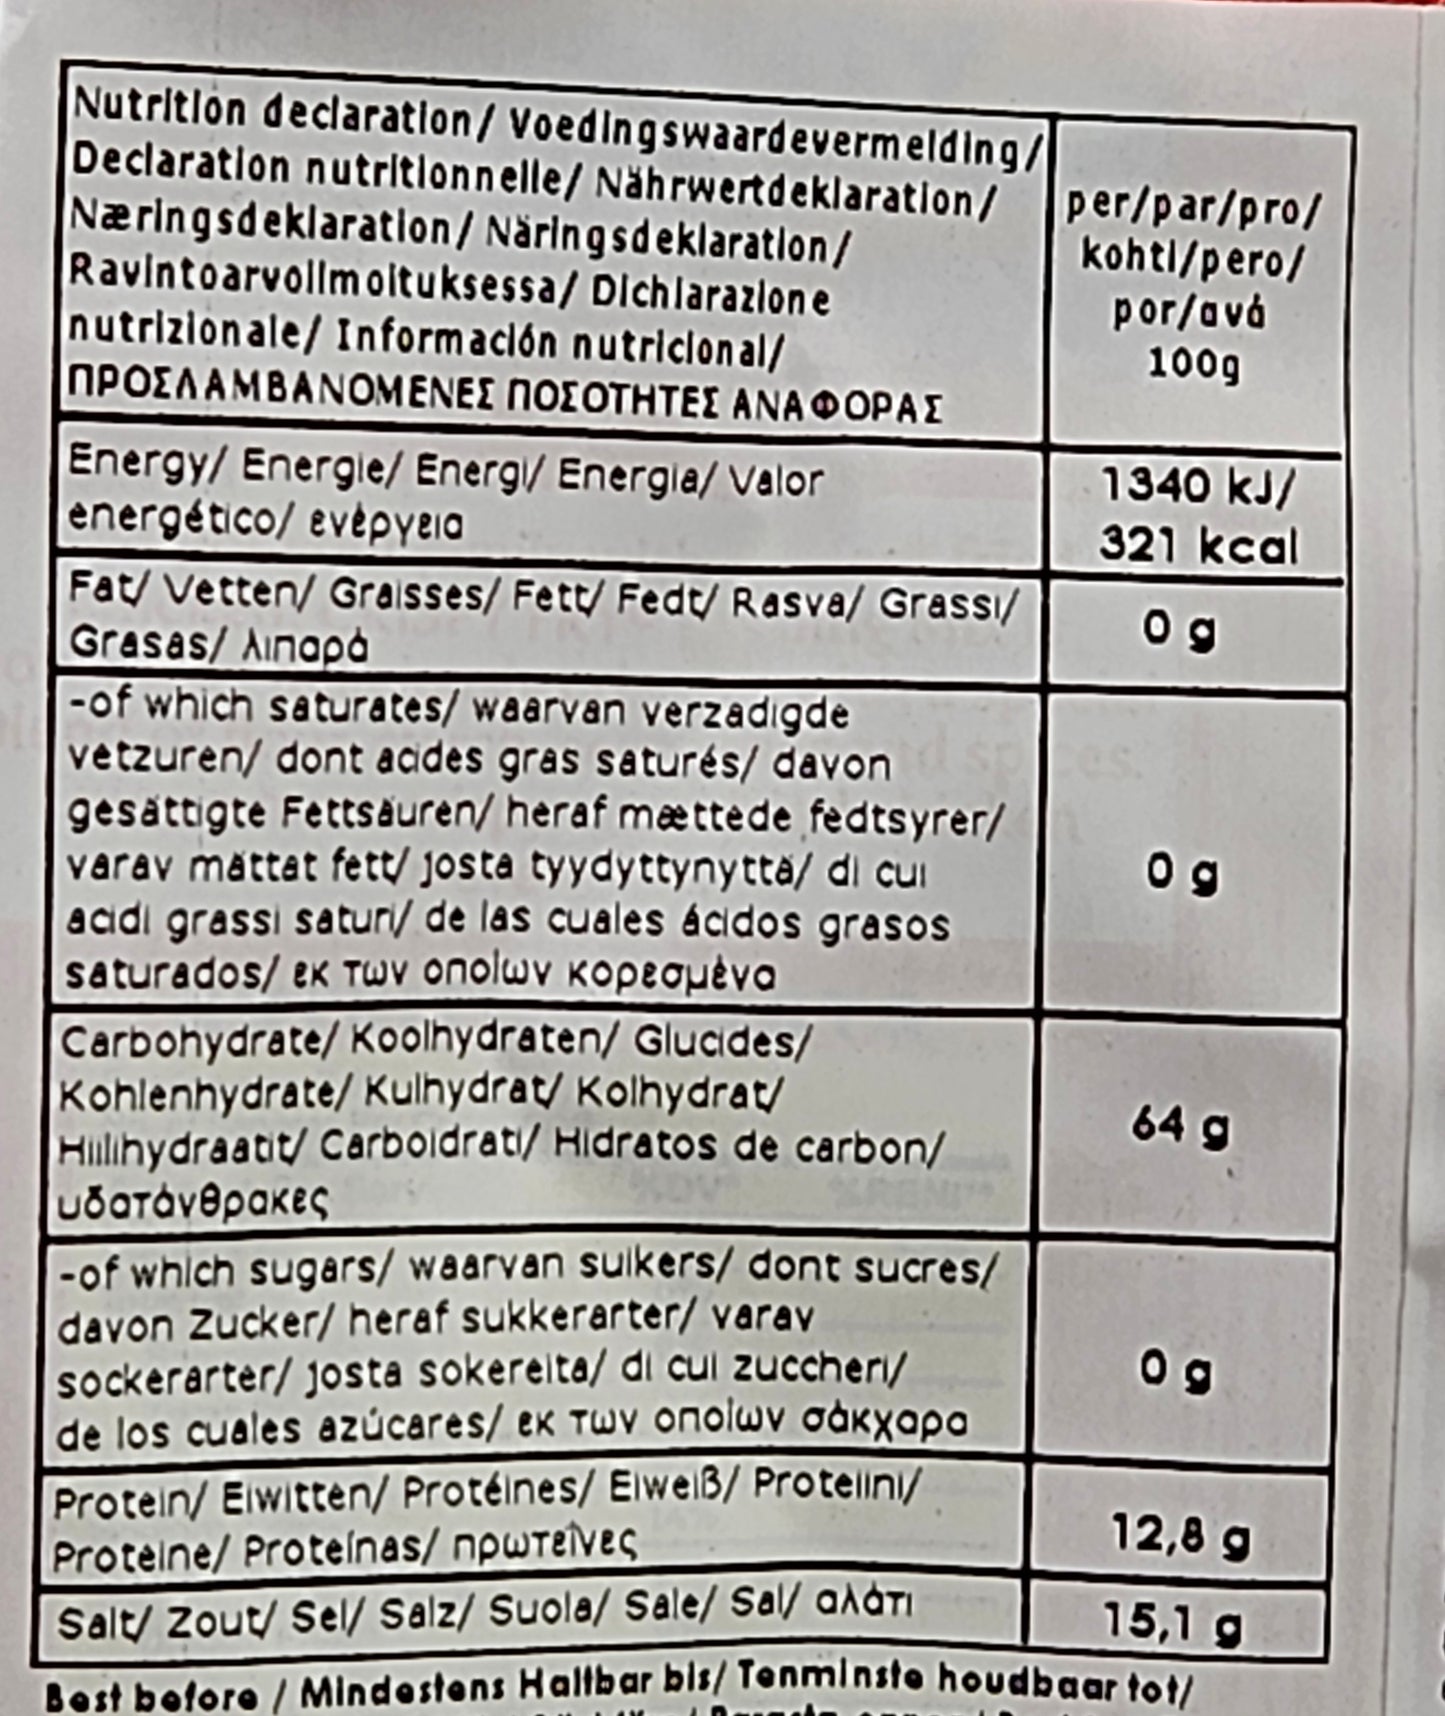 Nutrition declaration/ Voedingswaardevermelding/
Declaration nutritionnelle/ Nährwertdeklaration/
Næringsdeklaration/ Näringsdeklaration/
Ravintoarvoilmoituksessa/ Dichiarazione
nutrizionale/ Información nutricional/
ΠΡΟΣΛΑΜΒΑΝΟΜΕΝΕΣ ΠΟΣΟΤΗΤΕΣ ΑΝΑΦΟΡΑΣ
per/par/pro/
kohti/pero/
por/ανά
100g
Energy/ Energie/ Energi/ Energia/ Valor
energético/ ενέργεια
1340 kJ/
321 kcal
Fat/ Vetten/ Graisses/ Fett/ Fedt/ Rasva/ Grassi/
Grasas/ λιπαρά
0 g
-of which saturates/ waarvan verzadigde
vetzuren/ dont acides gras saturés/ davon
gesättigte Fettsäuren/ heraf mættede fedtsyrer/
varav mättat fett/ josta tyydyttynyttä/ di cui
acidi grassi saturi/ de las cuales ácidos grasos
saturados/ εκ των οποίων κορεσμένα
0 g
Carbohydrate/ Koolhydraten/ Glucides/
Kohlenhydrate/ Kulhydrat/ Kolhydrat/
Hiilihydraatit/ Carboidrati/ Hidratos de carbon/
υδατάνθρακες
64 g
-of which sugars/ waarvan suikers/ dont sucres/
davon Zucker/ heraf sukkerarter/ varav
sockerarter/ josta sokereita/ di cui zuccheri/
de los cuales azúcares/ εκ των οποίων σάκχαρα
0 g
Protein/ Eiwitten/ Protéines/ Eiweiß/ Proteiini/
Proteine/ Proteínas/ πρωτεΐνες
12,8 g
Salt/ Zout/ Sel/ Salz/ Suola/ Sale/ Sal/ αλάτι
15,1 g
Best before / Mindestens Haltbar bis/ Tenminste houdbaar tot/